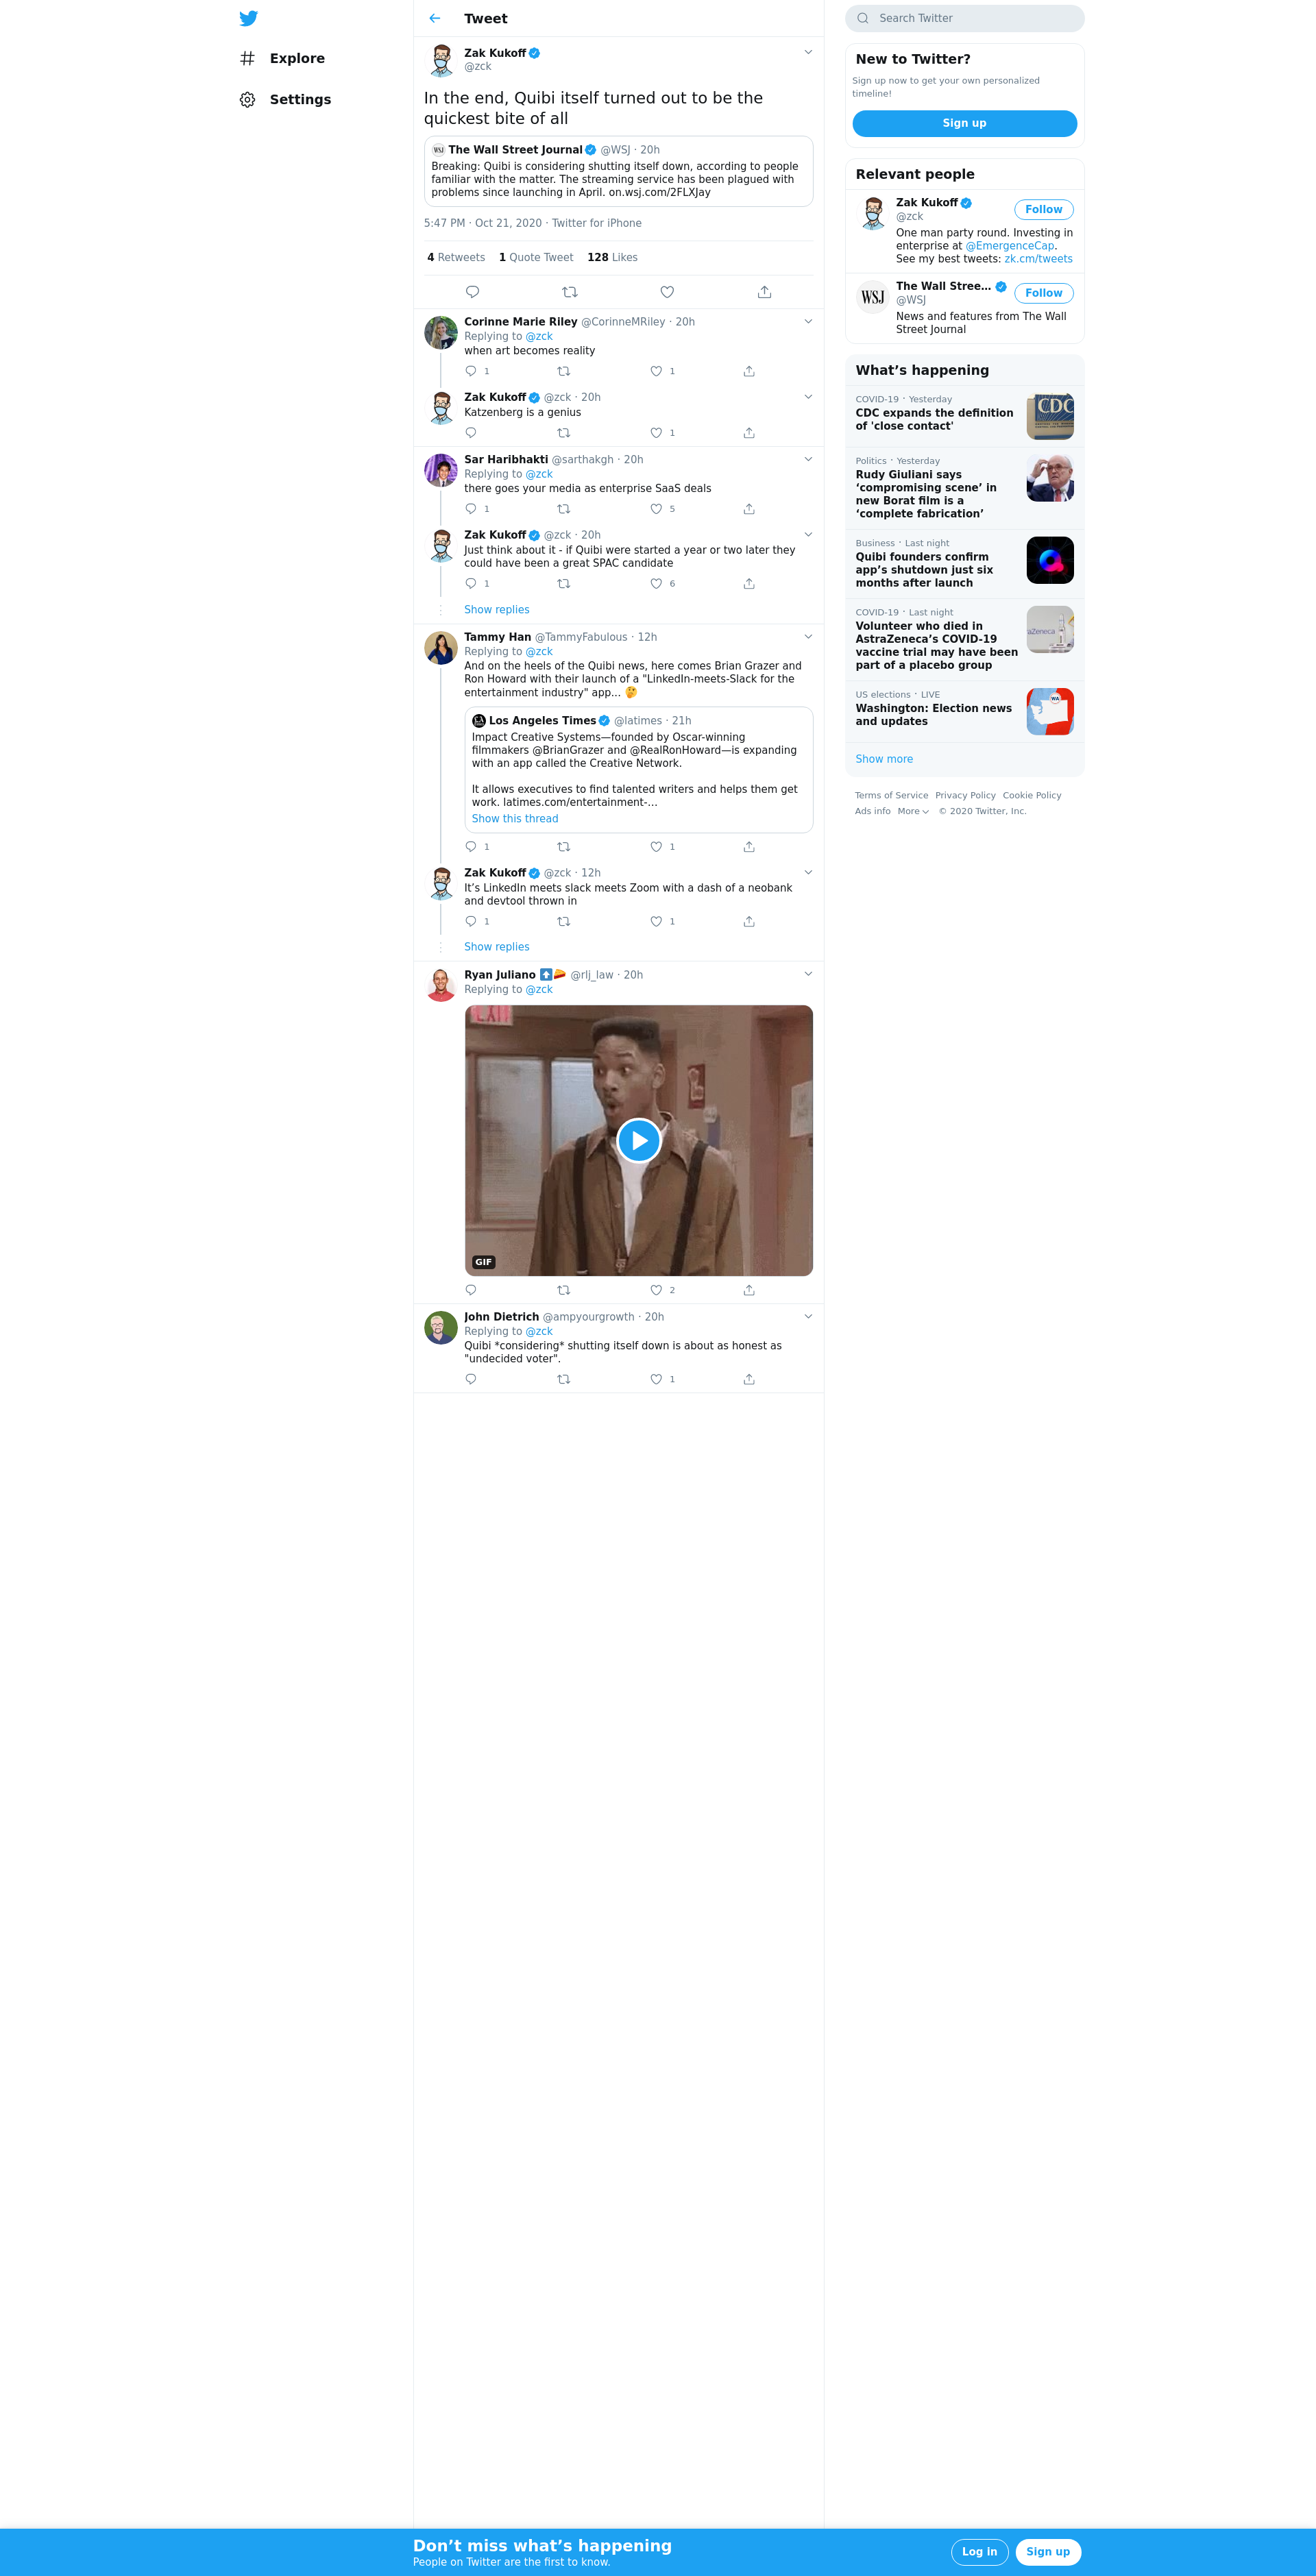 Explore
Settings
Tweet
Zak Kukoff
@zck
In the end, Quibi itself turned out to be the
quickest bite of all
WSJ
The Wall Street Journal @WSJ · 20h
Breaking: Quibi is considering shutting itself down, according to people
familiar with the matter. The streaming service has been plagued with
problems since launching in April. on.wsj.com/2FLXJay
5:47 PM · Oct 21, 2020 · Twitter for iPhone
4 Retweets 1 Quote Tweet 128 Likes
Corinne Marie Riley @CorinneMRiley · 20h
Replying to @zck
when art becomes reality
1 1
Zak Kukoff @zck · 20h
Katzenberg is a genius
1
Sar Haribhakti @sarthakgh · 20h
Replying to @zck
there goes your media as enterprise SaaS deals
1 5
Zak Kukoff @zck · 20h
Just think about it - if Quibi were started a year or two later they
could have been a great SPAC candidate
1 6
Show replies
Tammy Han @TammyFabulous · 12h
Replying to @zck
And on the heels of the Quibi news, here comes Brian Grazer and
Ron Howard with their launch of a "LinkedIn-meets-Slack for the
entertainment industry" app… 🤔
Los Angeles Times @latimes · 21h
Impact Creative Systems—founded by Oscar-winning
filmmakers @BrianGrazer and @RealRonHoward—is expanding
with an app called the Creative Network.
It allows executives to find talented writers and helps them get
work. latimes.com/entertainment-…
Show this thread
1 1
Zak Kukoff @zck · 12h
It’s LinkedIn meets slack meets Zoom with a dash of a neobank
and devtool thrown in
1 1
Show replies
Ryan Juliano @rlj_law · 20h
Replying to @zck
GIF
2
John Dietrich @ampyourgrowth · 20h
Replying to @zck
Quibi *considering* shutting itself down is about as honest as
"undecided voter".
1
Search Twitter
New to Twitter?
Sign up now to get your own personalized
timeline!
Sign up
Relevant people
Zak Kukoff
@zck
Follow
One man party round. Investing in
enterprise at @EmergenceCap.
See my best tweets: zk.cm/tweets
WSJ
The Wall Stree…
@WSJ
Follow
News and features from The Wall
Street Journal
What’s happening
COVID-19 · Yesterday
CDC expands the definition
of 'close contact'
CDC
Politics · Yesterday
Rudy Giuliani says
‘compromising scene’ in
new Borat film is a
‘complete fabrication’
Business · Last night
Quibi founders confirm
app’s shutdown just six
months after launch
COVID-19 · Last night
Volunteer who died in
AstraZeneca’s COVID-19
vaccine trial may have been
part of a placebo group
aZeneca
US elections · LIVE
Washington: Election news
and updates
WA
Show more
Terms of Service Privacy Policy Cookie Policy
Ads info More © 2020 Twitter, Inc.
Don’t miss what’s happening
People on Twitter are the first to know.
Log in
Sign up